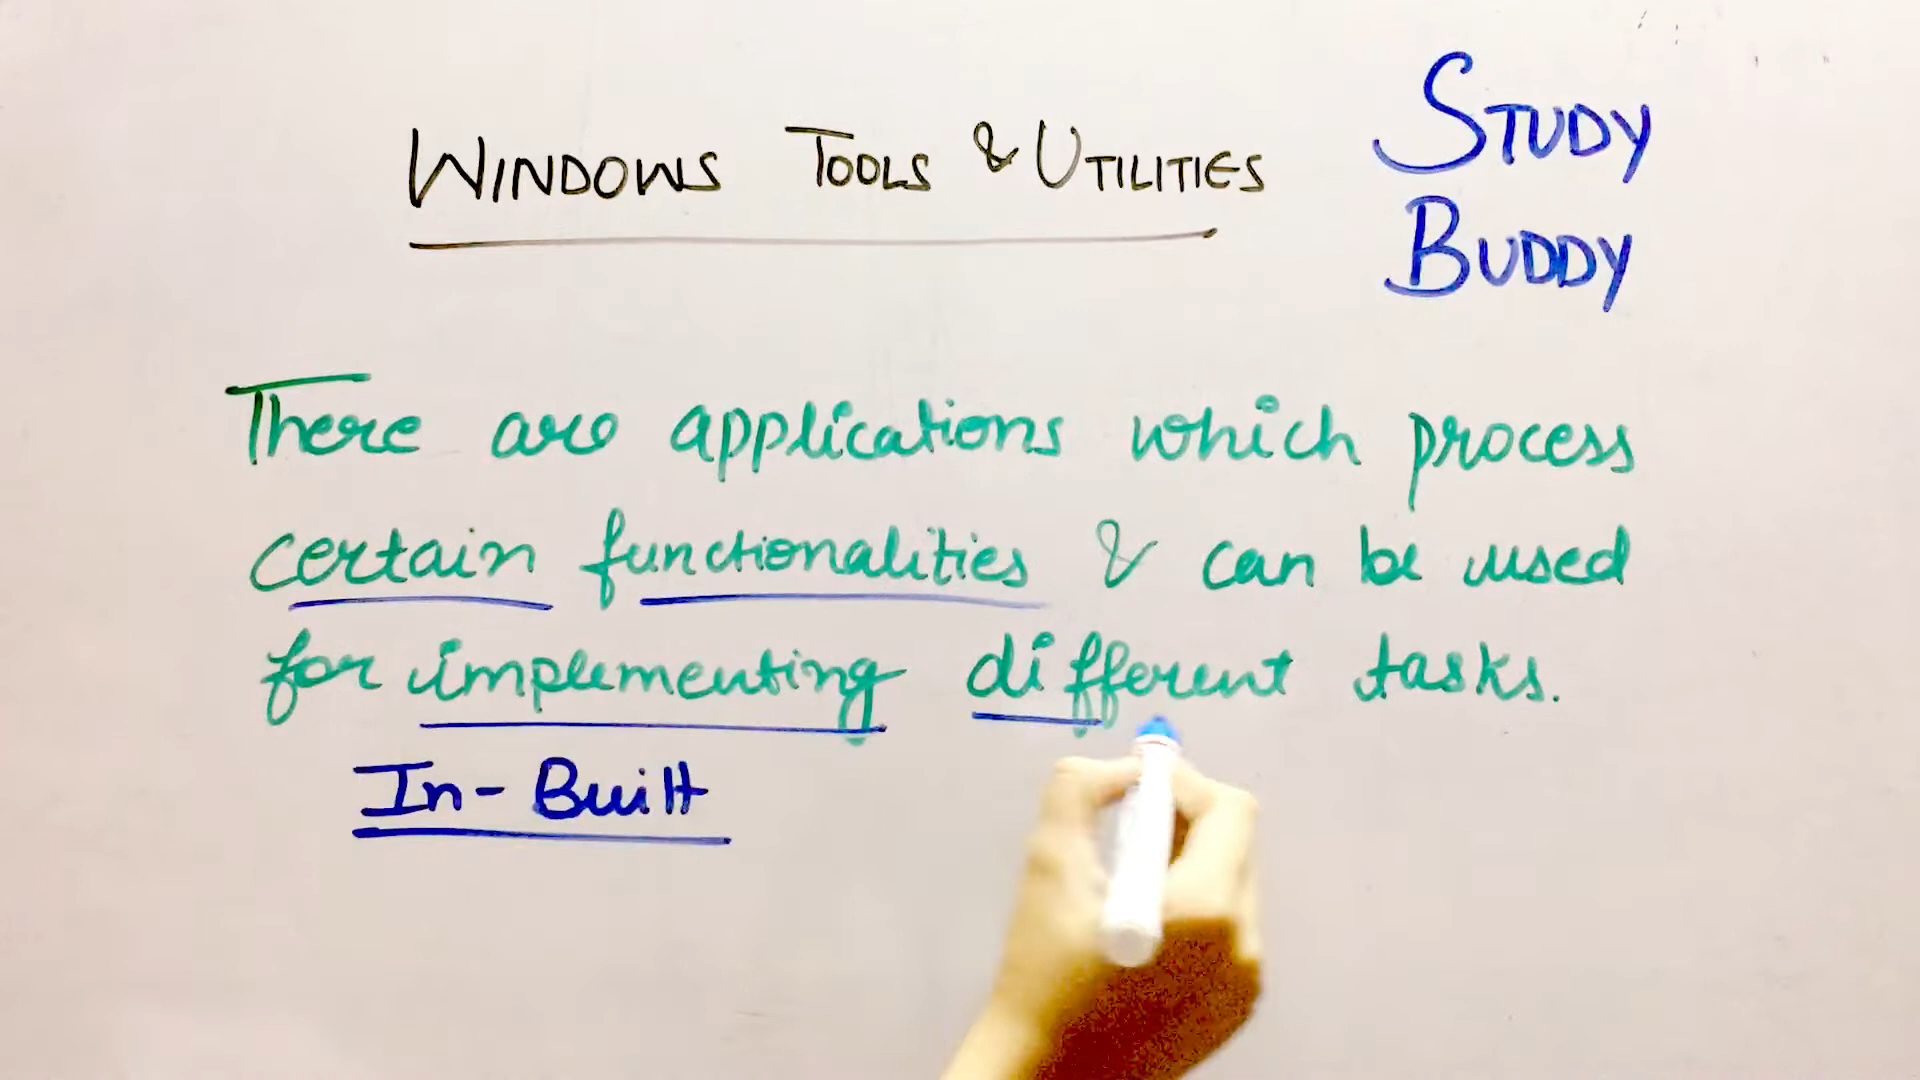 WINDOWS TOOLS & UTILITIES
STUDY
BUDDY
There are applications which process
certain functionalities & can be used
for implementing different tasks.
In-Built